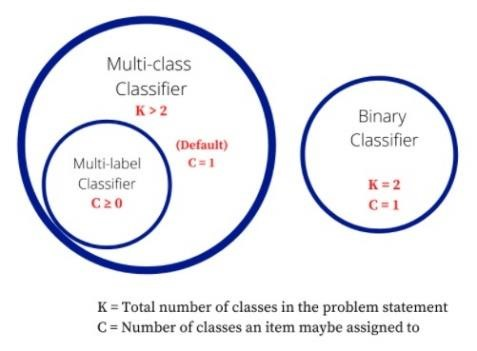 Multi-class
Classifier
K > 2
(Default)
C = 1
Multi-label
Classifier
C ≥ 0
Binary
Classifier
K = 2
C = 1
K = Total number of classes in the problem statement
C = Number of classes an item maybe assigned to